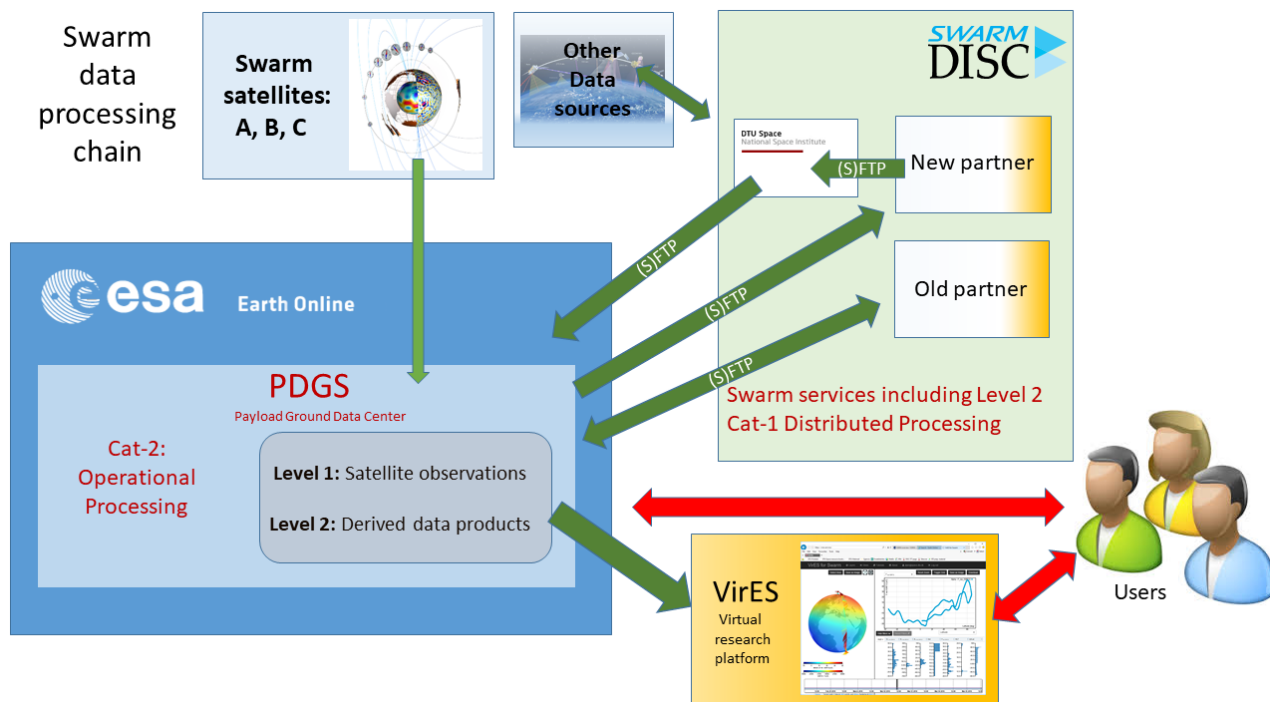 Swarm
data
processing
chain
Swarm
satellites:
A, B, C
Other
Data
sources
SWARM
DISC
DTU Space
National Space Institute
(S)FTP
New partner
Old partner
(S)FTP
(S)FTP
(S)FTP
Swarm services including Level 2
Cat-1 Distributed Processing
esa
Earth Online
PDGS
Payload Ground Data Center
Cat-2:
Operational
Processing
Level 1: Satellite observations
Level 2: Derived data products
VirES
Virtual
research
platform
Users